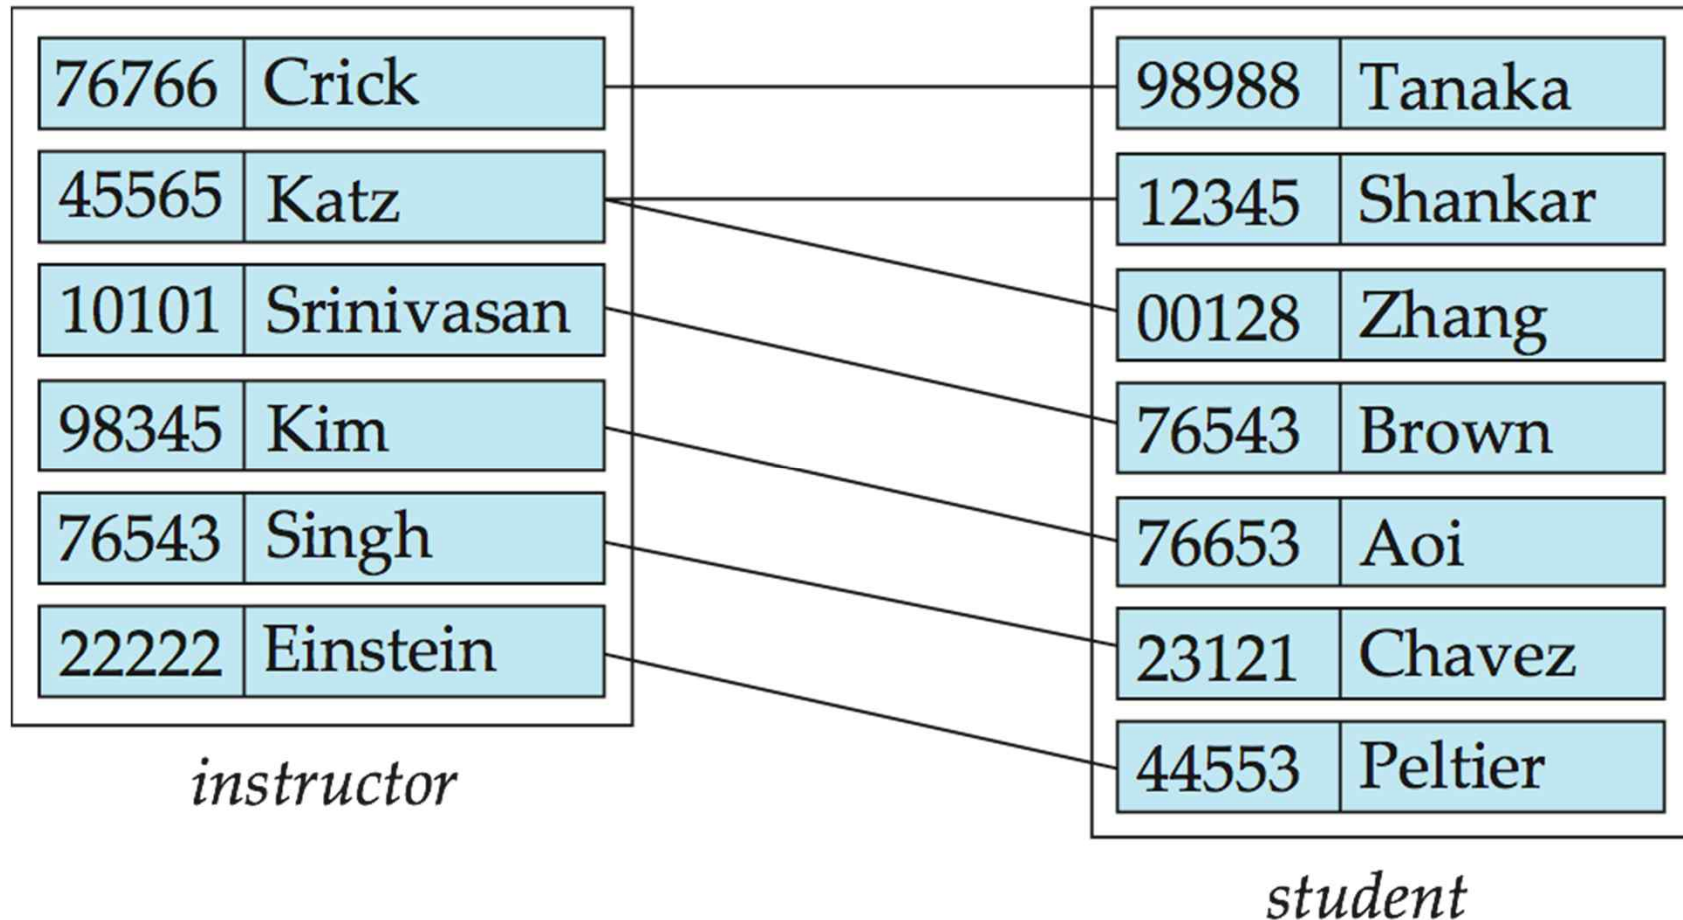 76766 Crick
45565 Katz
10101 Srinivasan
98345 Kim
76543 Singh
22222 Einstein
instructor
98988 Tanaka
12345 Shankar
00128 Zhang
76543 Brown
76653 Aoi
23121 Chavez
44553 Peltier
student